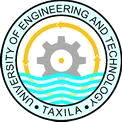 UNIVERSITY OF ENGINEERING AND TECHNOLOGY
• TAXILA •